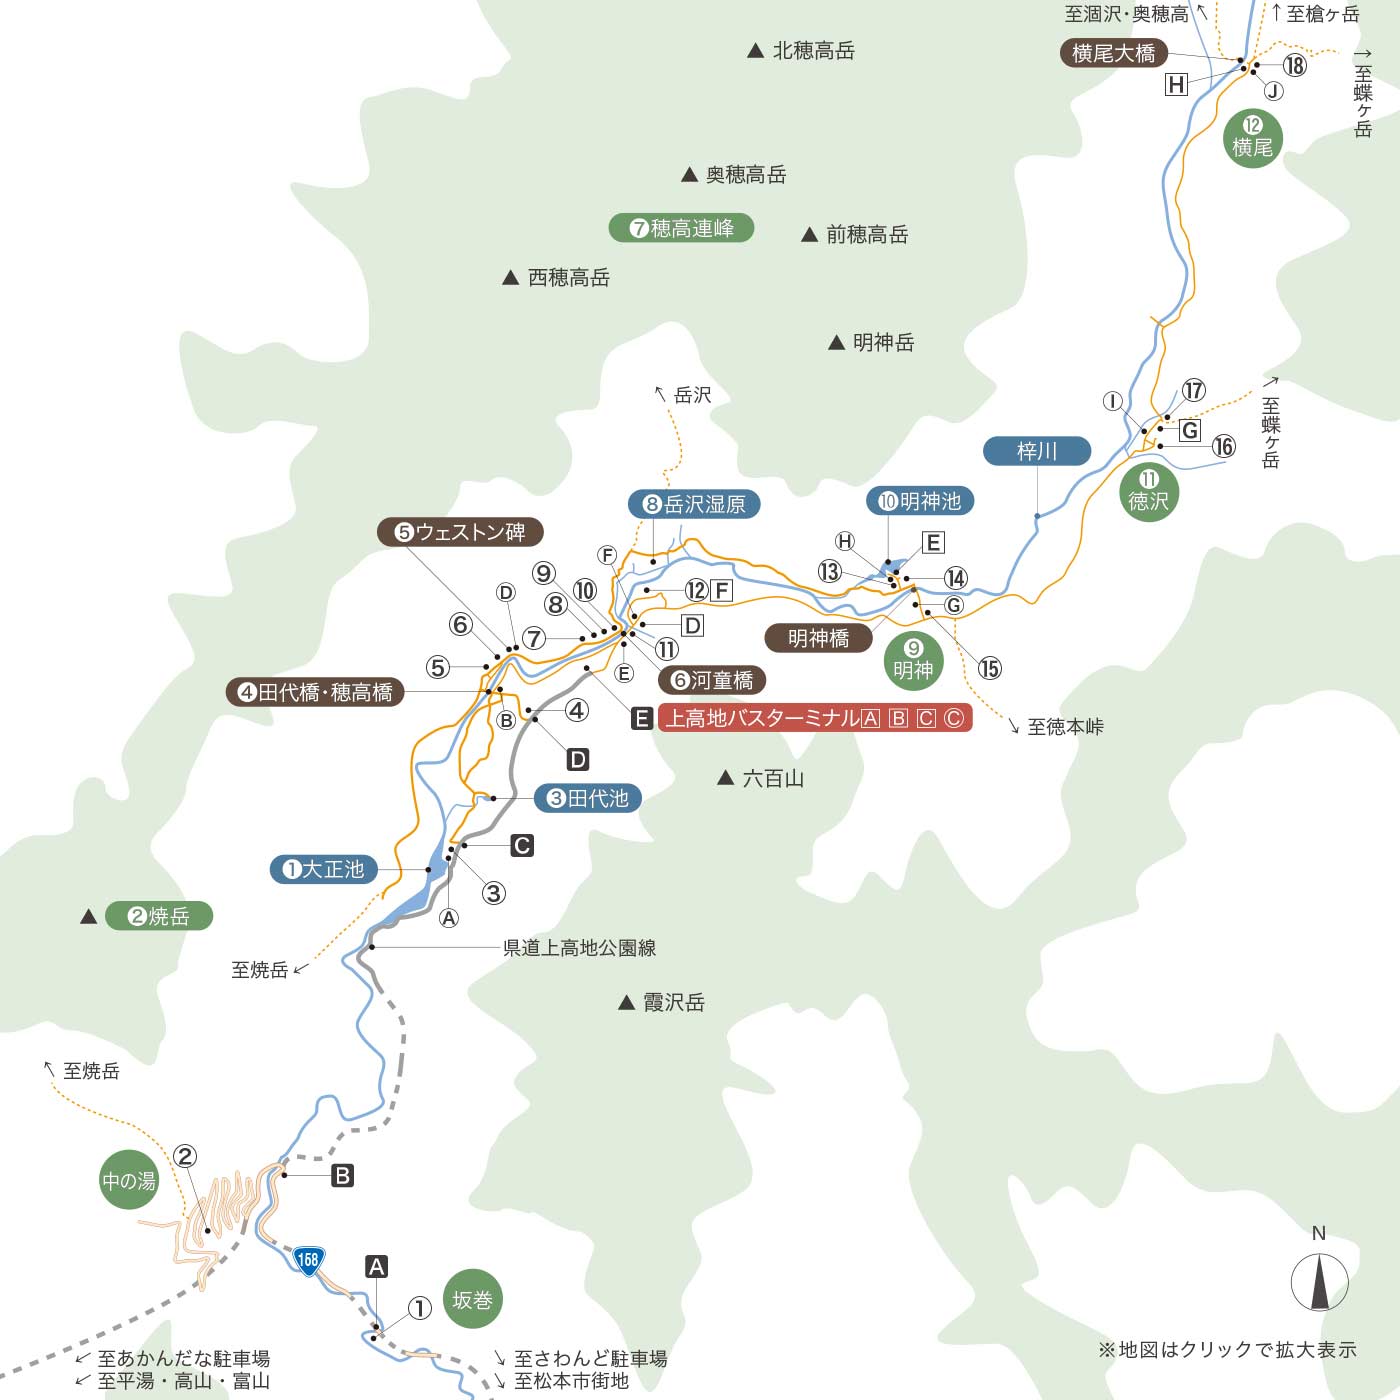 至涸沢・奥穂高 ↖
↑ 至槍ヶ岳
▲ 北穂高岳
横尾大橋
18
→ 至蝶ヶ岳
H
J
12
横尾
▲ 奥穂高岳
7 穂高連峰
▲ 前穂高岳
▲ 西穂高岳
▲ 明神岳
↖ 岳沢
17
→ 至蝶ヶ岳
I
G
16
梓川
11
徳沢
8 岳沢湿原
10 明神池
5 ウェストン碑
H
E
F
9
13
14
10
12 F
D
8
G
6
7
D
明神橋
9
明神
11
5
E
15
4 田代橋・穂高橋
6 河童橋
B
4
E
上高地バスターミナル A B C C
↘ 至徳本峠
D
▲ 六百山
3 田代池
C
1 大正池
3
▲ 2 焼岳
A
県道上高地公園線
至焼岳 ↙
▲ 霞沢岳
↖ 至焼岳
2
中の湯
B
158
A
坂巻
1
N
※地図はクリックで拡大表示
↙ 至あかんだな駐車場
↙ 至平湯・高山・富山
↘ 至さわんど駐車場
↘ 至松本市街地